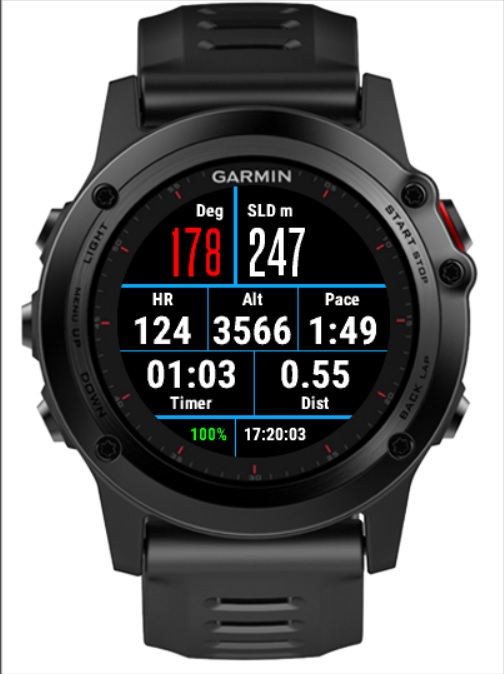 GARMIN
LIGHT
START STOP
Deg
SLD m
178
247
HR
Alt
Pace
124
3566
1:49
MENU UP
01:03
0.55
Timer
Dist
DOWN
BACK LAP
100%
17:20:03
30